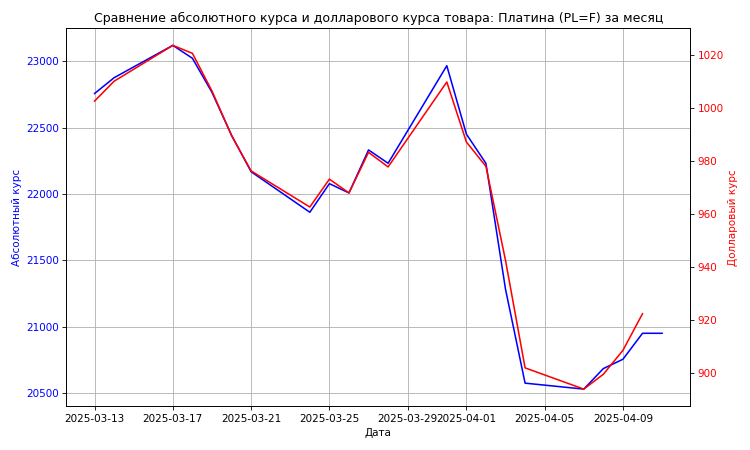 Сравнение абсолютного курса и долларового курса товара: Платина (PL=F) за месяц
23000
22500
22000
21500
21000
20500
Абсолютный курс
1020
1000
980
960
940
920
900
Долларовый курс
2025-03-13 2025-03-17 2025-03-21 2025-03-25 2025-03-29 2025-04-01 2025-04-05 2025-04-09
Дата